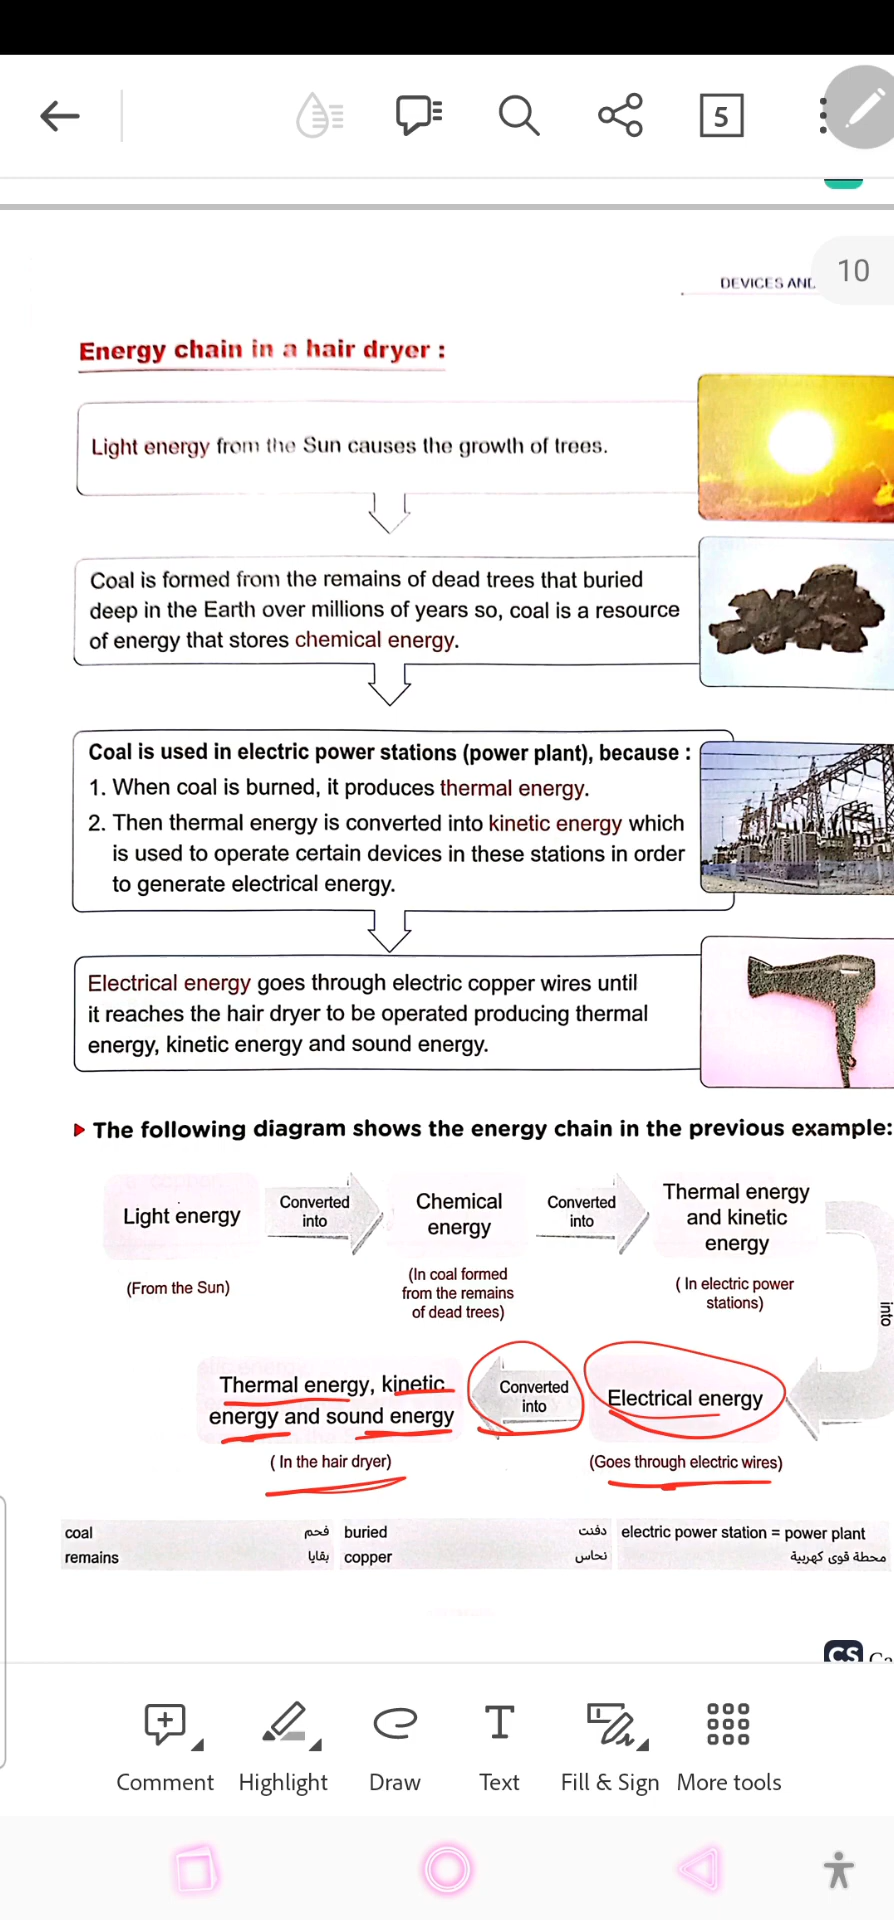 5
10
DEVICES AND
Energy chain in a hair dryer :
Light energy from the Sun causes the growth of trees.
Coal is formed from the remains of dead trees that buried
deep in the Earth over millions of years so, coal is a resource
of energy that stores chemical energy.
Coal is used in electric power stations (power plant), because :
1. When coal is burned, it produces thermal energy.
2. Then thermal energy is converted into kinetic energy which
is used to operate certain devices in these stations in order
to generate electrical energy.
Electrical energy goes through electric copper wires until
it reaches the hair dryer to be operated producing thermal
energy, kinetic energy and sound energy.
The following diagram shows the energy chain in the previous example:
Light energy
(From the Sun)
Converted
into
Chemical
energy
(In coal formed
from the remains
of dead trees)
Converted
into
Thermal energy
and kinetic
energy
( In electric power
stations)
into
Electrical energy
(Goes through electric wires)
Converted
into
Thermal energy, kinetic
energy and sound energy
( In the hair dryer)
coal فحم
remains بقايا
buried دفنت
copper نحاس
electric power station = power plant
محطة قوى كهربية
CS
Comment
Highlight
Draw
Text
Fill & Sign
More tools